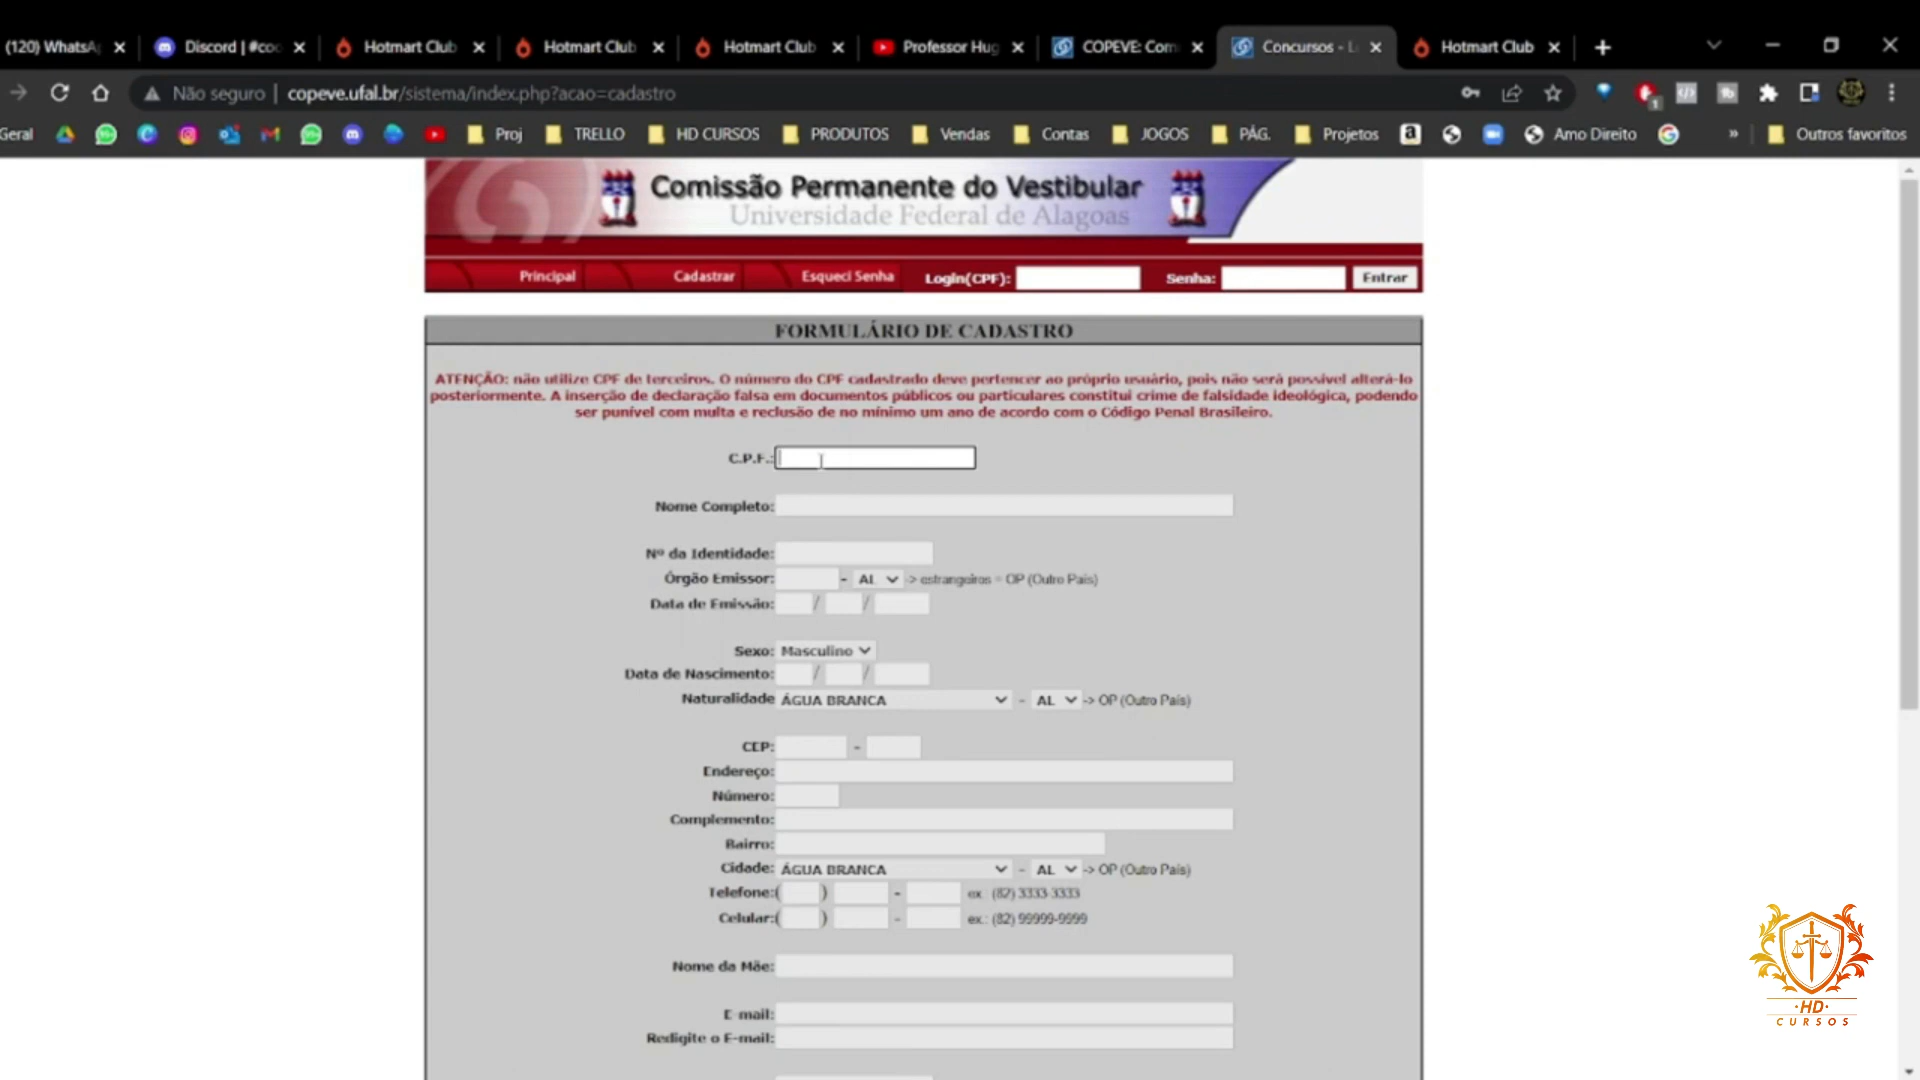 (120) WhatsA
Discord | #coo
Hotmart Club
Hotmart Club
Hotmart Club
Professor Hug
COPEVE: Com
Concursos - L
Hotmart Club
Não seguro | copeve.ufal.br/sistema/index.php?acao=cadastro
1
Geral
Proj
TRELLO
HD CURSOS
PRODUTOS
Vendas
Contas
JOGOS
PÁG.
Projetos
Amo Direito
»
Outros favoritos
Comissão Permanente do Vestibular
Universidade Federal de Alagoas
Principal
Cadastrar
Esqueci Senha
Login(CPF):
Senha:
Entrar
FORMULÁRIO DE CADASTRO
ATENÇÃO: não utilize CPF de terceiros. O número do CPF cadastrado deve pertencer ao próprio usuário, pois não será possível alterá-lo
posteriormente. A inserção de declaração falsa em documentos públicos ou particulares constitui crime de falsidade ideológica, podendo
ser punível com multa e reclusão de no mínimo um ano de acordo com o Código Penal Brasileiro.
C.P.F.:
Nome Completo:
Nº da Identidade:
Órgão Emissor: - AL -> estrangeiros = OP (Outro País)
Data de Emissão: / /
Sexo: Masculino
Data de Nascimento: / /
Naturalidade ÁGUA BRANCA - AL -> OP (Outro País)
CEP: -
Endereço:
Número:
Complemento:
Bairro:
Cidade: ÁGUA BRANCA - AL -> OP (Outro País)
Telefone:( ) - ex.: (82) 3333-3333
Celular:( ) - ex.: (82) 99999-9999
Nome da Mãe:
E-mail:
Redigite o E-mail:
·HD·
CURSOS